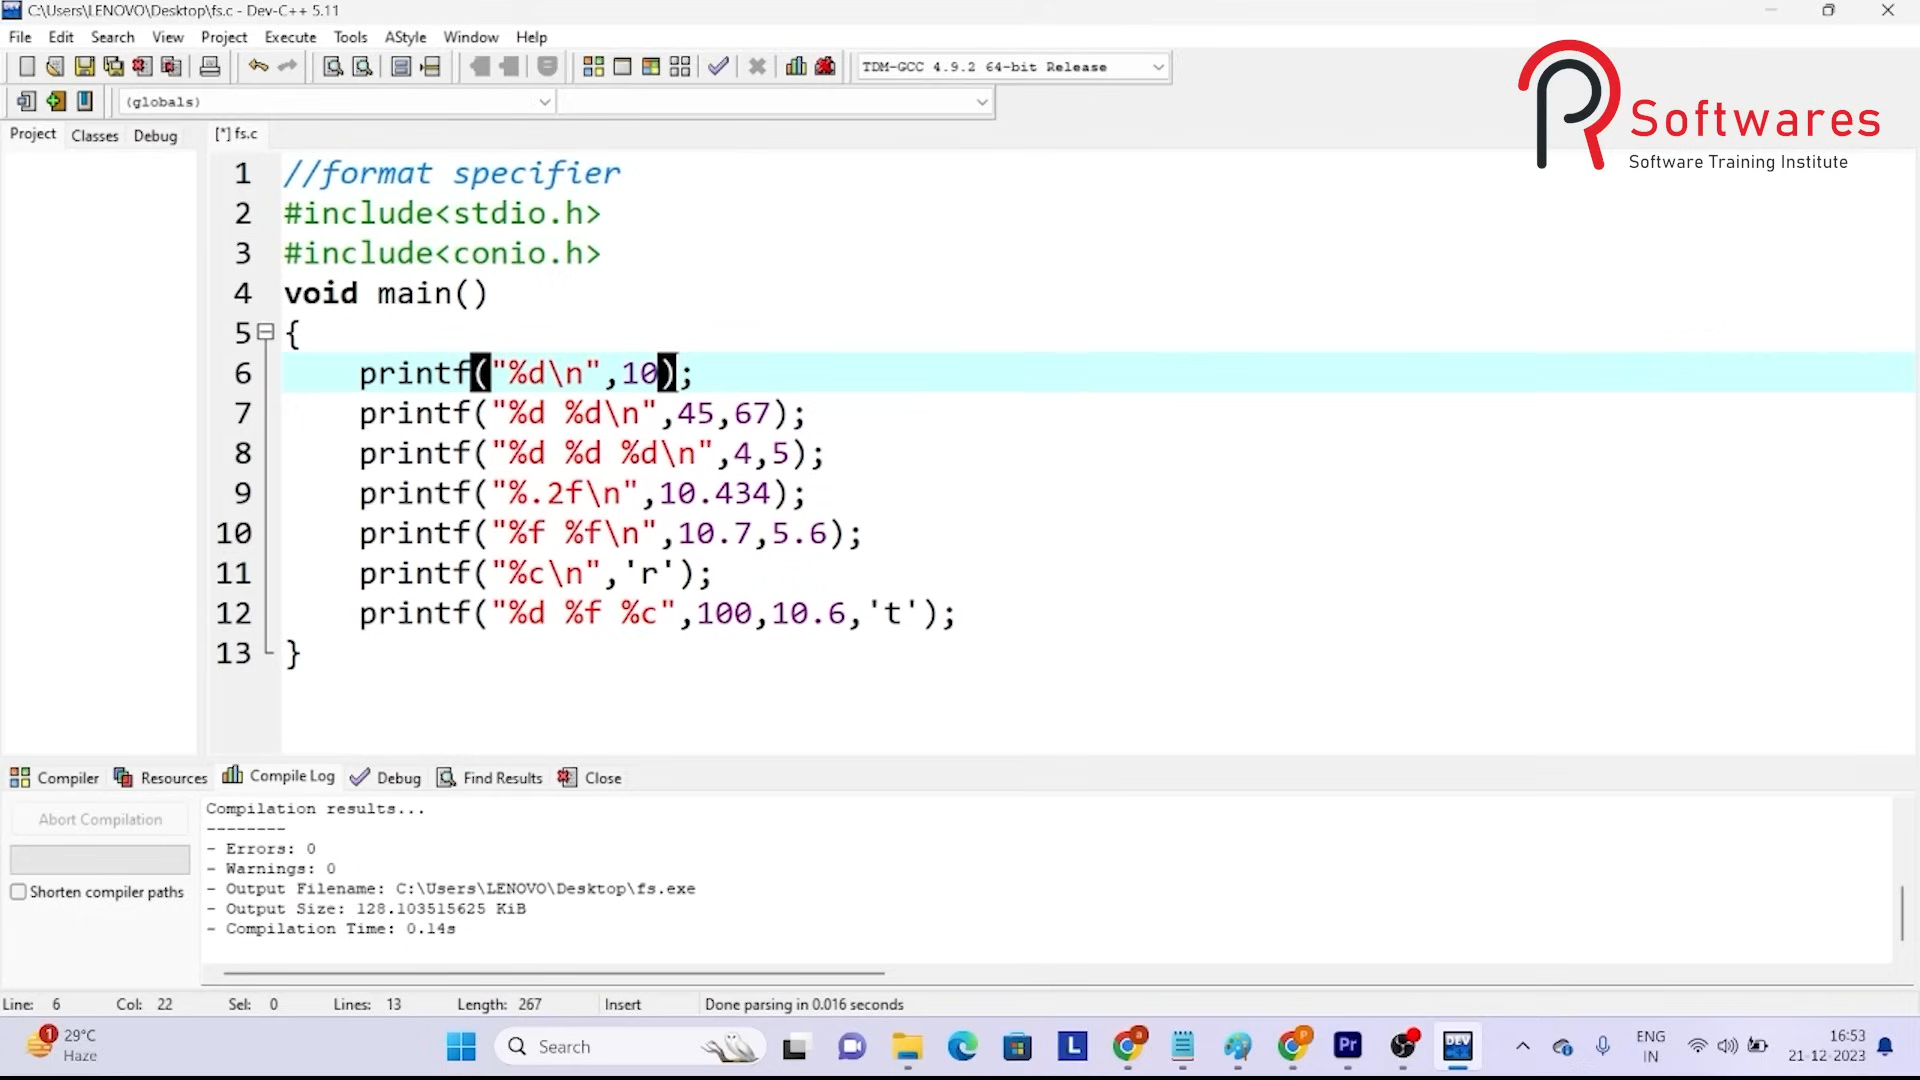 C:\Users\LENOVO\Desktop\fs.c - Dev-C++ 5.11
File Edit Search View Project Execute Tools AStyle Window Help
TDM-GCC 4.9.2 64-bit Release
(globals)
Project Classes Debug [*] fs.c
Softwares
Software Training Institute
1 //format specifier
2 #include<stdio.h>
3 #include<conio.h>
4 void main()
5 {
6 printf("%d\n",10);
7 printf("%d %d\n",45,67);
8 printf("%d %d %d\n",4,5);
9 printf("%.2f\n",10.434);
10 printf("%f %f\n",10.7,5.6);
11 printf("%c\n",'r');
12 printf("%d %f %c",100,10.6,'t');
13 }
Compiler Resources Compile Log Debug Find Results Close
Abort Compilation
Shorten compiler paths
Compilation results...
--------
- Errors: 0
- Warnings: 0
- Output Filename: C:\Users\LENOVO\Desktop\fs.exe
- Output Size: 128.103515625 KiB
- Compilation Time: 0.14s
Line: 6 Col: 22 Sel: 0 Lines: 13 Length: 267 Insert Done parsing in 0.016 seconds
1 29°C
Haze
Search
L
Pr
DEV
ENG
IN
16:53
21-12-2023